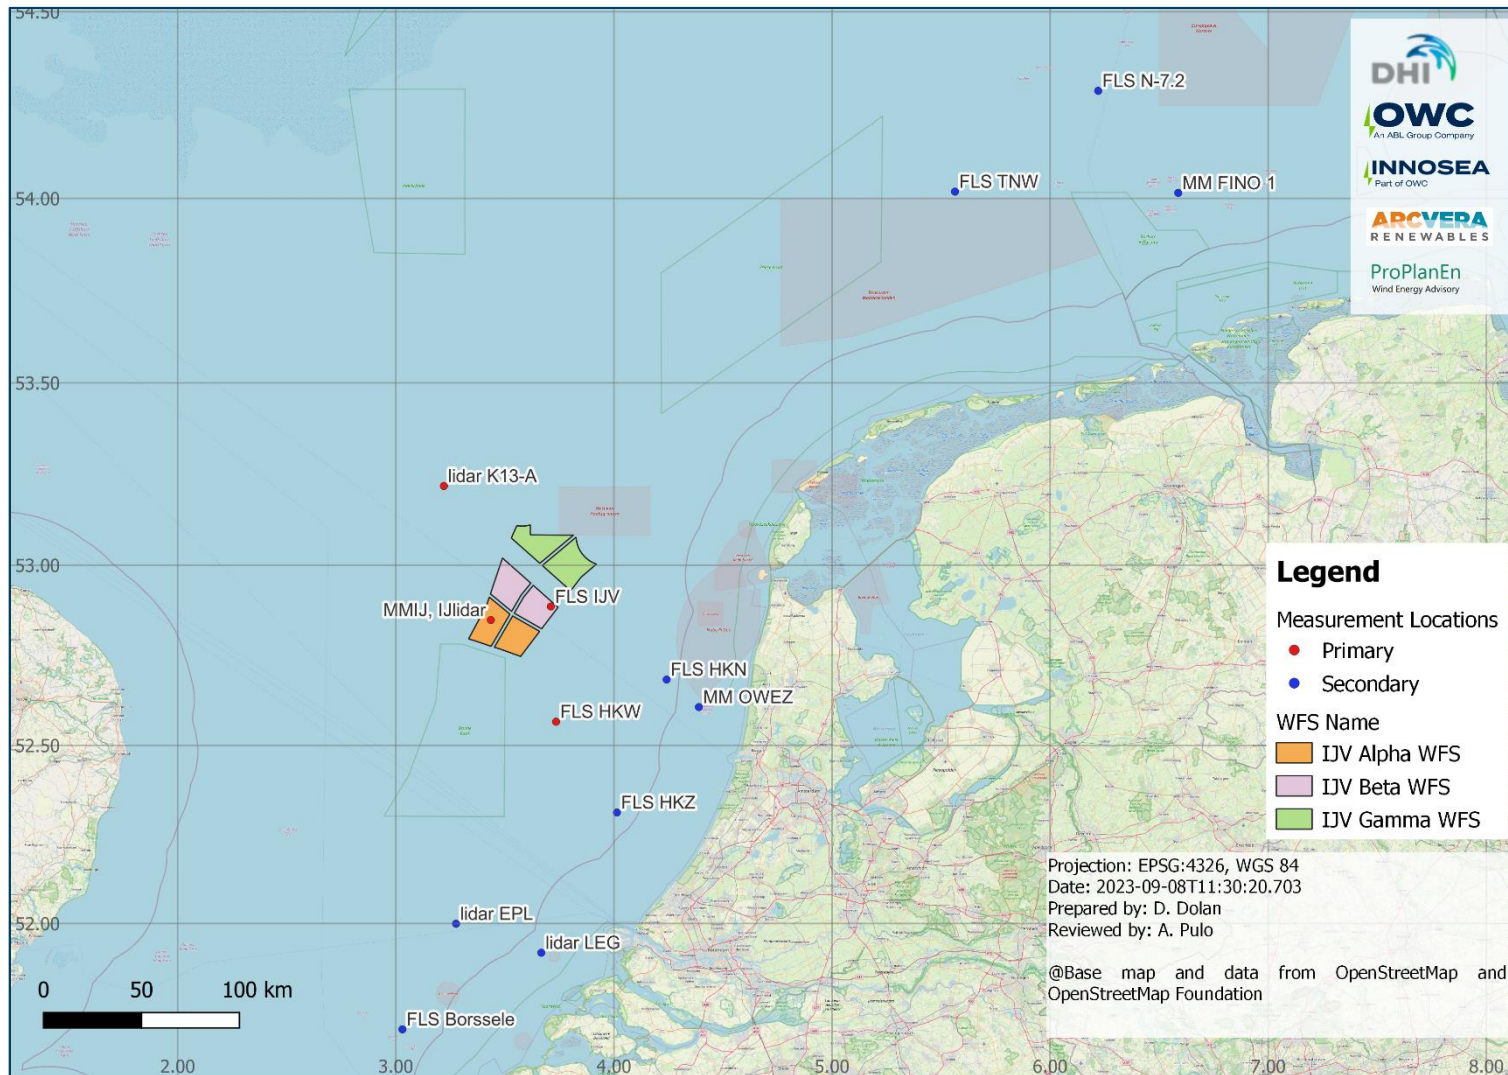 54.50
54.00
53.50
53.00
52.50
52.00
2.00
3.00
4.00
5.00
6.00
7.00
8.00
FLS N-7.2
FLS TNW
MM FINO 1
lidar K13-A
FLS IJV
MMIJ, IJlidar
FLS HKN
MM OWEZ
FLS HKW
FLS HKZ
lidar EPL
lidar LEG
FLS Borssele
0 50 100 km
DHI
OWC
An ABL Group Company
INNOSEA
Part of OWC
ARCVERA
RENEWABLES
ProPlanEn
Wind Energy Advisory
Legend
Measurement Locations
Primary
Secondary
WFS Name
IJV Alpha WFS
IJV Beta WFS
IJV Gamma WFS
Projection: EPSG:4326, WGS 84
Date: 2023-09-08T11:30:20.703
Prepared by: D. Dolan
Reviewed by: A. Pulo
@Base map and data from OpenStreetMap and
OpenStreetMap Foundation